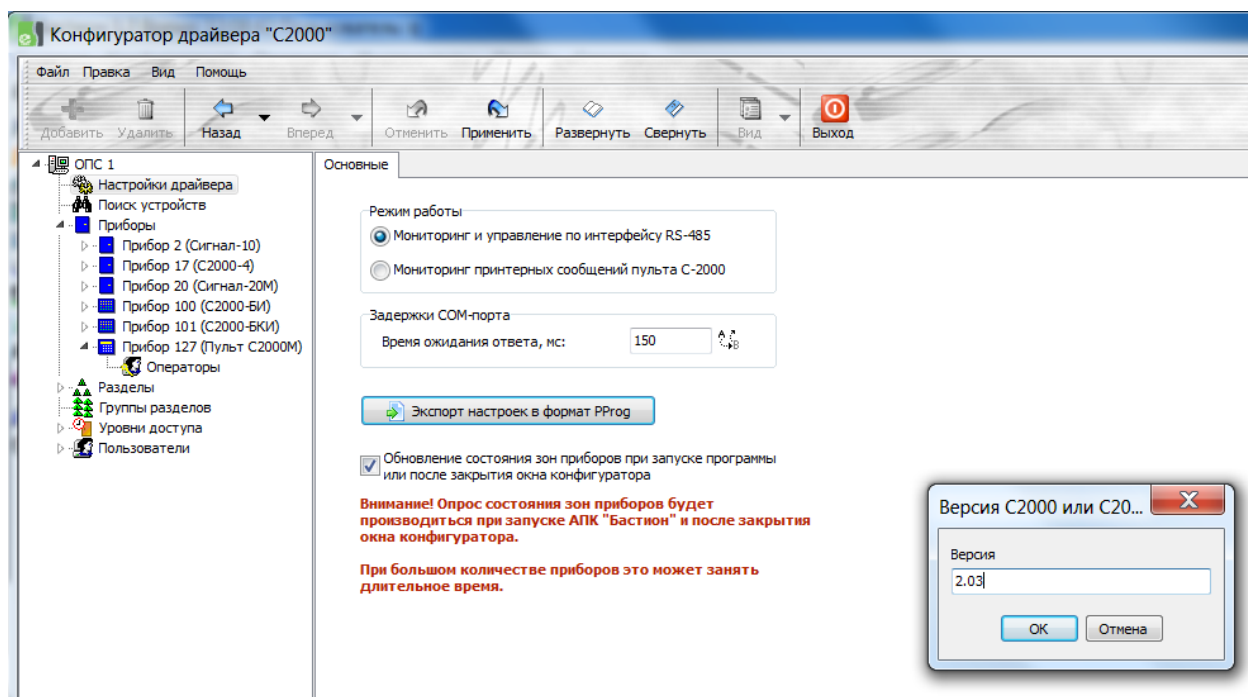 Конфигуратор драйвера "C2000"
Файл Правка Вид Помощь
Добавить Удалить Назад Вперед Отменить Применить Развернуть Свернуть Вид Выход
ОПС 1
Настройки драйвера
Поиск устройств
Приборы
Прибор 2 (Сигнал-10)
Прибор 17 (С2000-4)
Прибор 20 (Сигнал-20М)
Прибор 100 (С2000-БИ)
Прибор 101 (С2000-БКИ)
Прибор 127 (Пульт С2000М)
Операторы
Разделы
Группы разделов
Уровни доступа
Пользователи
Основные
Режим работы
Мониторинг и управление по интерфейсу RS-485
Мониторинг принтерных сообщений пульта С-2000
Задержки COM-порта
Время ожидания ответа, мс: 150
A B
Экспорт настроек в формат PProg
Обновление состояния зон приборов при запуске программы
или после закрытия окна конфигуратора
Внимание! Опрос состояния зон приборов будет
производиться при запуске АПК "Бастион" и после закрытия
окна конфигуратора.
При большом количестве приборов это может занять
длительное время.
Версия С2000 или С20...
Версия
2.03
ОК Отмена